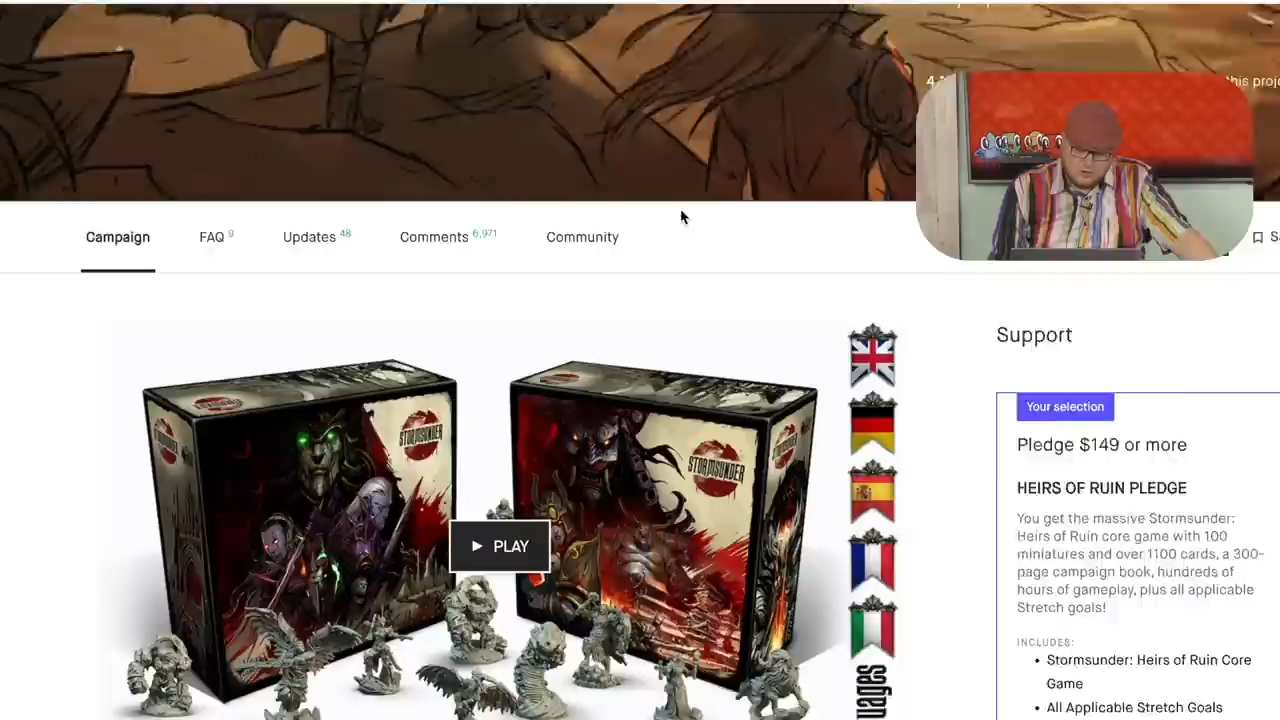 this proj
Campaign
FAQ 9
Updates 48
Comments 6,971
Community
STORMSUNDER
STORMSUNDER
PLAY
Support
Your selection
Pledge $149 or more
HEIRS OF RUIN PLEDGE
You get the massive Stormsunder:
Heirs of Ruin core game with 100
miniatures and over 1100 cards, a 300-
page campaign book, hundreds of
hours of gameplay, plus all applicable
Stretch goals!
INCLUDES:
• Stormsunder: Heirs of Ruin Core
Game
• All Applicable Stretch Goals